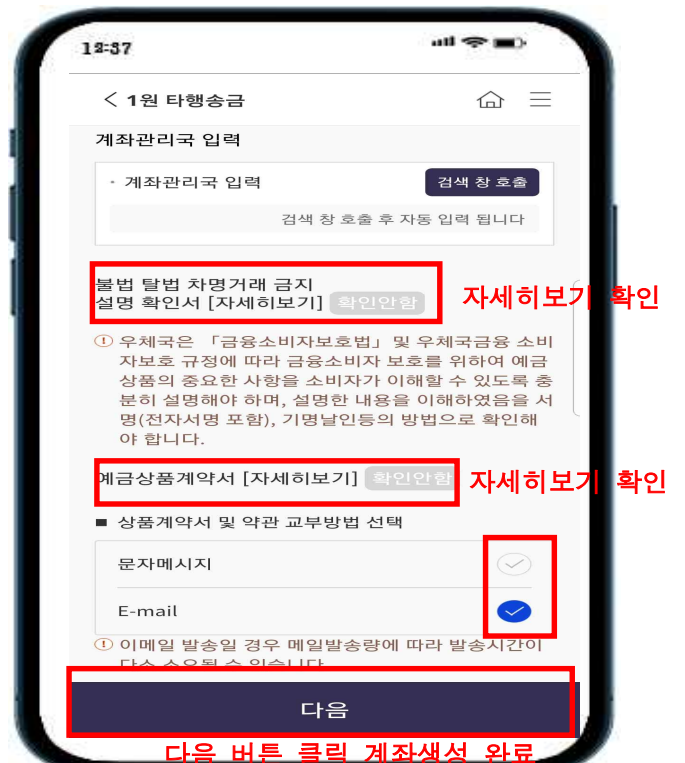 12:37
< 1원 타행송금
계좌관리국 입력
· 계좌관리국 입력 검색 창 호출
검색 창 호출 후 자동 입력 됩니다
불법 탈법 차명거래 금지
설명 확인서 [자세히보기] 확인안함
자세히보기 확인
우체국은 「금융소비자보호법」 및 우체국금융 소비
자보호 규정에 따라 금융소비자 보호를 위하여 예금
상품의 중요한 사항을 소비자가 이해할 수 있도록 충
분히 설명해야 하며, 설명한 내용을 이해하였음을 서
명(전자서명 포함), 기명날인등의 방법으로 확인해
야 합니다.
예금상품계약서 [자세히보기] 확인안함
자세히보기 확인
■ 상품계약서 및 약관 교부방법 선택
문자메시지
E-mail
이메일 발송일 경우 메일발송량에 따라 발송시간이
다소 소요될 수 있습니다
다음
다음 버튼 클릭 계좌생성 완료